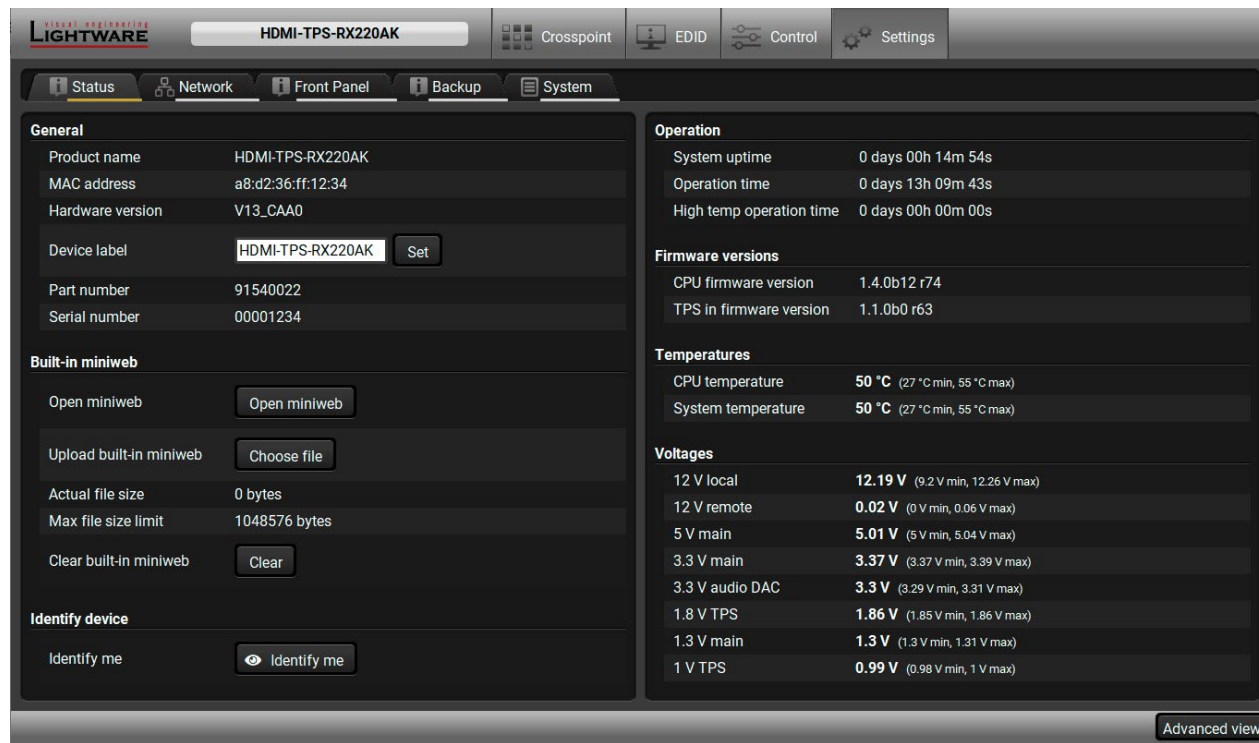 visual engineering
LIGHTWARE
HDMI-TPS-RX220AK
Crosspoint
EDID
Control
Settings
Status
Network
Front Panel
Backup
System
General
Product name HDMI-TPS-RX220AK
MAC address a8:d2:36:ff:12:34
Hardware version V13_CAA0
Device label HDMI-TPS-RX220AK Set
Part number 91540022
Serial number 00001234
Built-in miniweb
Open miniweb Open miniweb
Upload built-in miniweb Choose file
Actual file size 0 bytes
Max file size limit 1048576 bytes
Clear built-in miniweb Clear
Identify device
Identify me Identify me
Operation
System uptime 0 days 00h 14m 54s
Operation time 0 days 13h 09m 43s
High temp operation time 0 days 00h 00m 00s
Firmware versions
CPU firmware version 1.4.0b12 r74
TPS in firmware version 1.1.0b0 r63
Temperatures
CPU temperature 50 °C (27 °C min, 55 °C max)
System temperature 50 °C (27 °C min, 55 °C max)
Voltages
12 V local 12.19 V (9.2 V min, 12.26 V max)
12 V remote 0.02 V (0 V min, 0.06 V max)
5 V main 5.01 V (5 V min, 5.04 V max)
3.3 V main 3.37 V (3.37 V min, 3.39 V max)
3.3 V audio DAC 3.3 V (3.29 V min, 3.31 V max)
1.8 V TPS 1.86 V (1.85 V min, 1.86 V max)
1.3 V main 1.3 V (1.3 V min, 1.31 V max)
1 V TPS 0.99 V (0.98 V min, 1 V max)
Advanced view